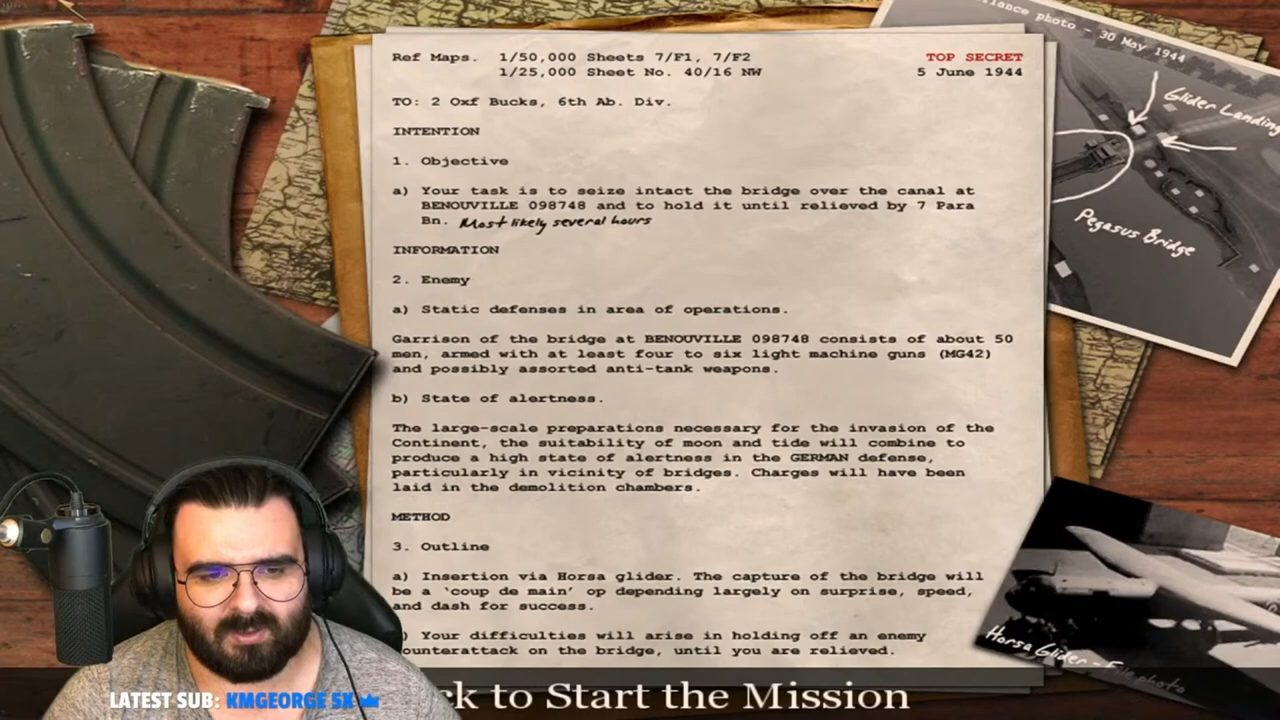 Ref Maps. 1/50,000 Sheets 7/F1, 7/F2
TOP SECRET
1/25,000 Sheet No. 40/16 NW
5 June 1944
TO: 2 Oxf Bucks, 6th Ab. Div.
INTENTION
1. Objective
a) Your task is to seize intact the bridge over the canal at
BENOUVILLE 098748 and to hold it until relieved by 7 Para
Bn. Most likely several hours
INFORMATION
2. Enemy
a) Static defenses in area of operations.
Garrison of the bridge at BENOUVILLE 098748 consists of about 50
men, armed with at least four to six light machine guns (MG42)
and possibly assorted anti-tank weapons.
b) State of alertness.
The large-scale preparations necessary for the invasion of the
Continent, the suitability of moon and tide will combine to
produce a high state of alertness in the GERMAN defense,
particularly in vicinity of bridges. Charges will have been
laid in the demolition chambers.
METHOD
3. Outline
a) Insertion via Horsa glider. The capture of the bridge will
be a 'coup de main' op depending largely on surprise, speed,
and dash for success.
) Your difficulties will arise in holding off an enemy
ounterattack on the bridge, until you are relieved.
ck to Start the Mission
photo - 30 May 1944
Glider Landing
Pegasus Bridge
Horsa Glider - File photo
LATEST SUB: KMGEORGE SX